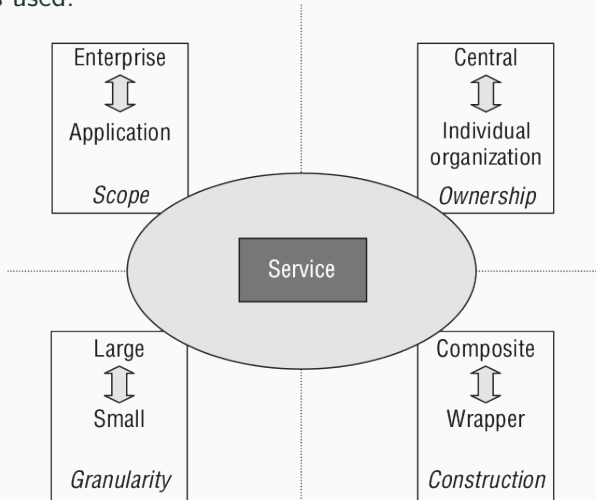 s used.
Enterprise
Application
Scope
Central
Individual
organization
Ownership
Service
Large
Small
Granularity
Composite
Wrapper
Construction